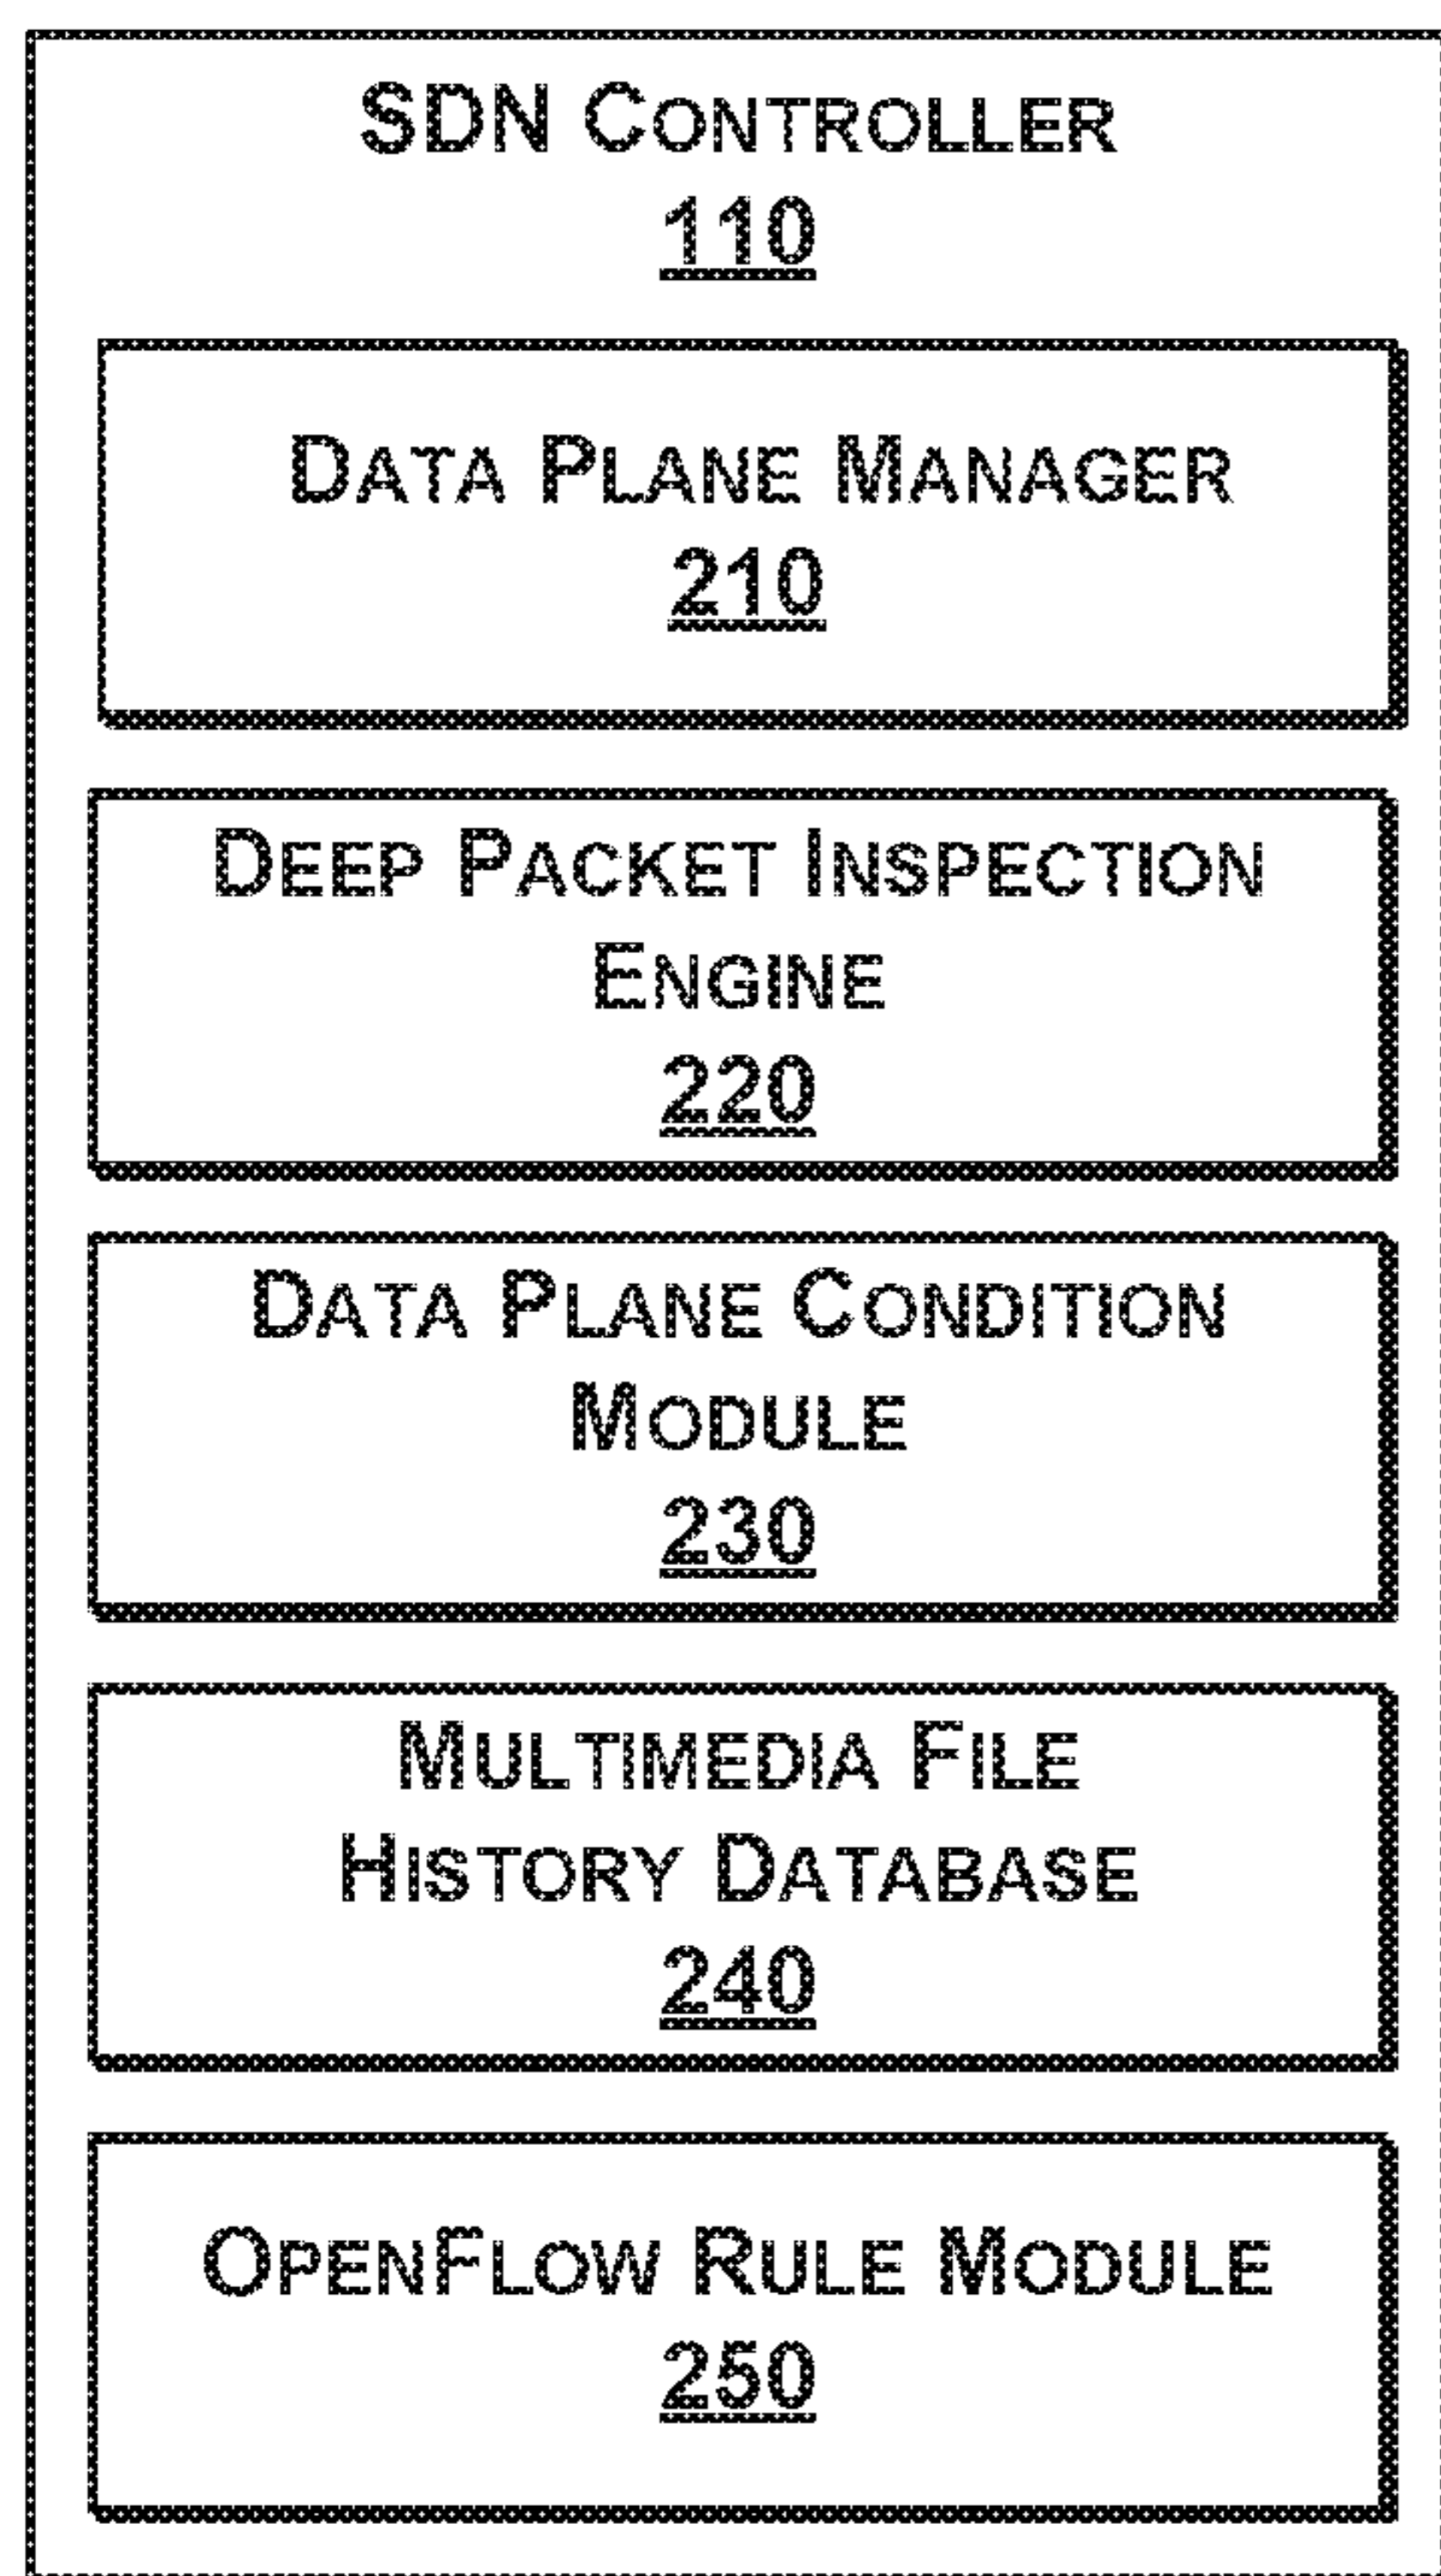 SDN CONTROLLER
110
DATA PLANE MANAGER
210
DEEP PACKET INSPECTION
ENGINE
220
DATA PLANE CONDITION
MODULE
230
MULTIMEDIA FILE
HISTORY DATABASE
240
OPENFLOW RULE MODULE
250